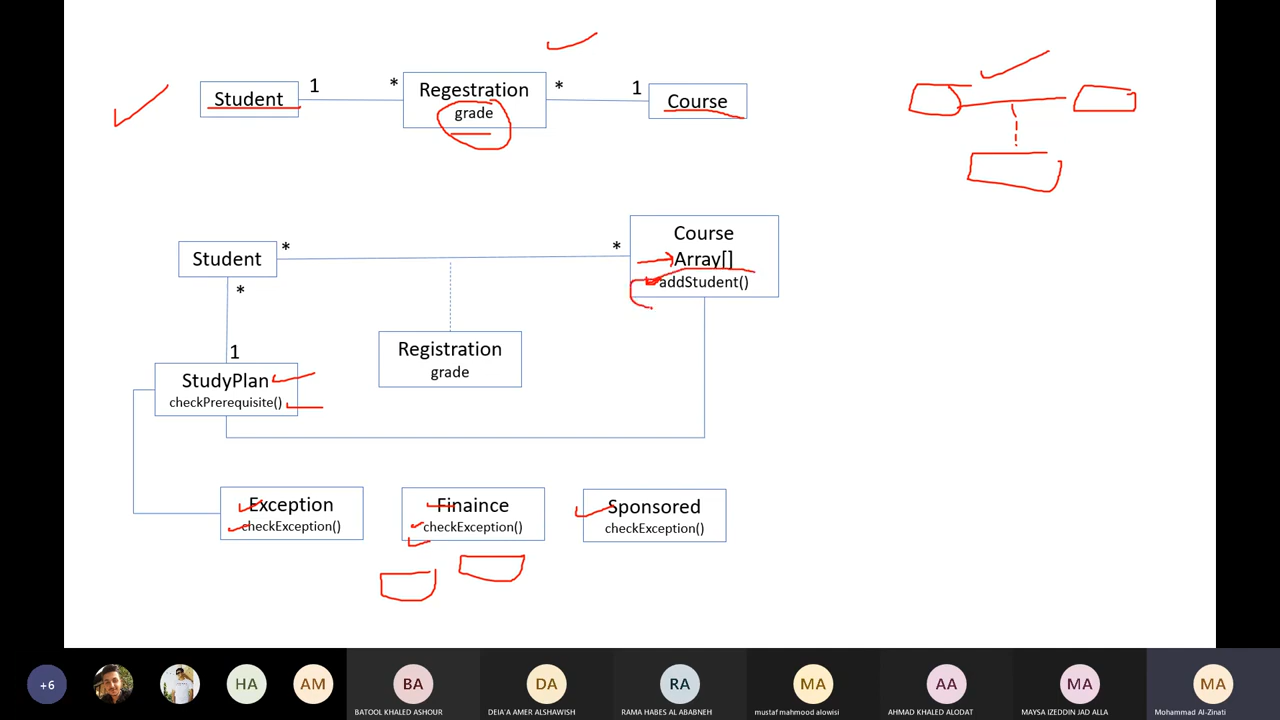 Student
1
*
Regestration
grade
*
1
Course
Student
*
*
Course
Array[]
addStudent()
*
1
Registration
grade
StudyPlan
checkPrerequisite()
Exception
checkException()
Finaince
checkException()
Sponsored
checkException()
+6
HA
AM
BA
BATOOL KHALED ASHOUR
DA
DEIA'A AMER ALSHAWISH
RA
RAMA HABES AL ABABNEH
MA
mustaf mahmood alowisi
AA
AHMAD KHALED ALODAT
MA
MAYSA IZEDDIN JAD ALLA
MA
Mohammad Al-Zinati